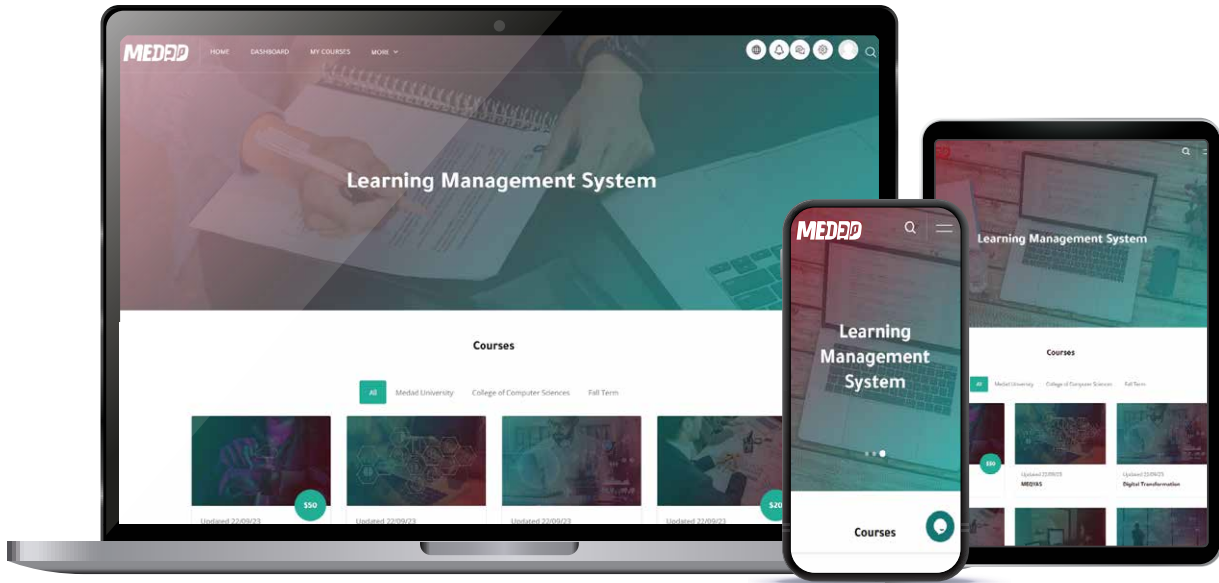 MEDAD
HOME DASHBOARD MY COURSES MORE
Learning Management System
Courses
All Medad University College of Computer Sciences Fall Term
$50
$20
Updated 22/09/23
Updated 22/09/23
Updated 22/09/23
Updated 22/09/23
MEDAD
Learning
Management
System
Courses
Learning Management System
Courses
All Medad University College of Computer Sciences Fall Term
$50
Updated 22/09/23
MEQYAS
Updated 22/09/23
Digital Transformation